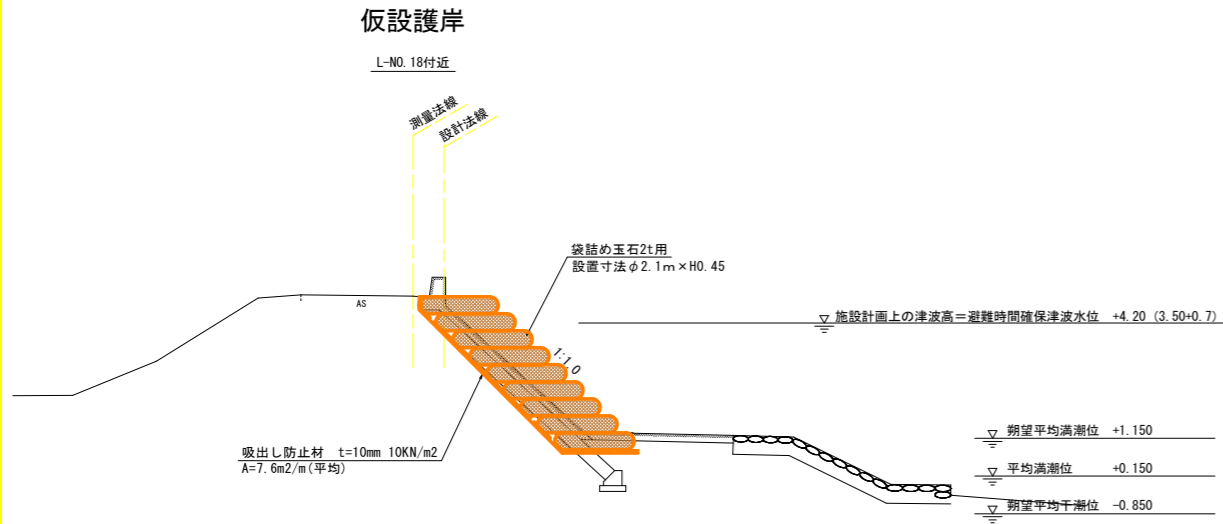 仮設護岸
L-NO.18付近
測量法線
設計法線
袋詰め玉石2t用
設置寸法φ2.1m×H0.45
AS
施設計画上の津波高=避難時間確保津波水位 +4.20 (3.50+0.7)
1:1.0
吸出し防止材 t=10mm 10KN/m2
A=7.6m2/m(平均)
朔望平均満潮位 +1.150
平均満潮位 +0.150
朔望平均干潮位 -0.850